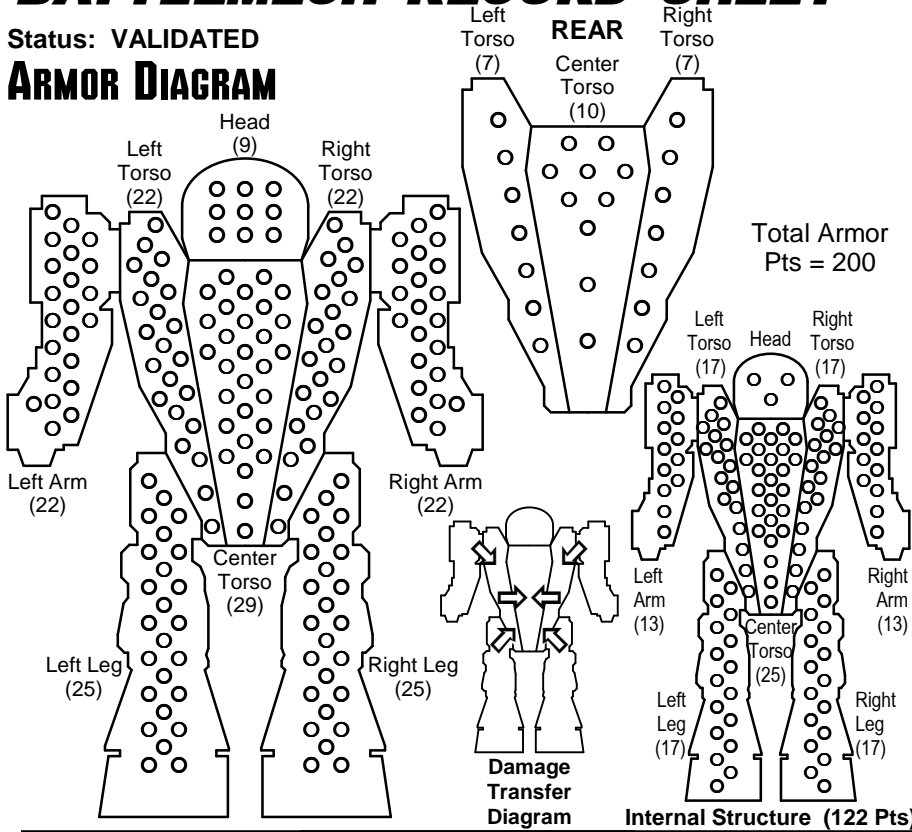 BATTLEMECH RECORD SHEET
Status: VALIDATED
ARMOR DIAGRAM
Left
Torso
(7)
REAR
Right
Torso
(7)
Center
Torso
(10)
Head
(9)
Left
Torso
(22)
Right
Torso
(22)
Total Armor
Pts = 200
Left Arm
(22)
Right Arm
(22)
Center
Torso
(29)
Left Leg
(25)
Right Leg
(25)
Damage
Transfer
Diagram
Left
Torso
(17)
Head
Right
Torso
(17)
Left
Arm
(13)
Right
Arm
(13)
Center
Torso
(25)
Left
Leg
(17)
Right
Leg
(17)
Internal Structure (122 Pts)